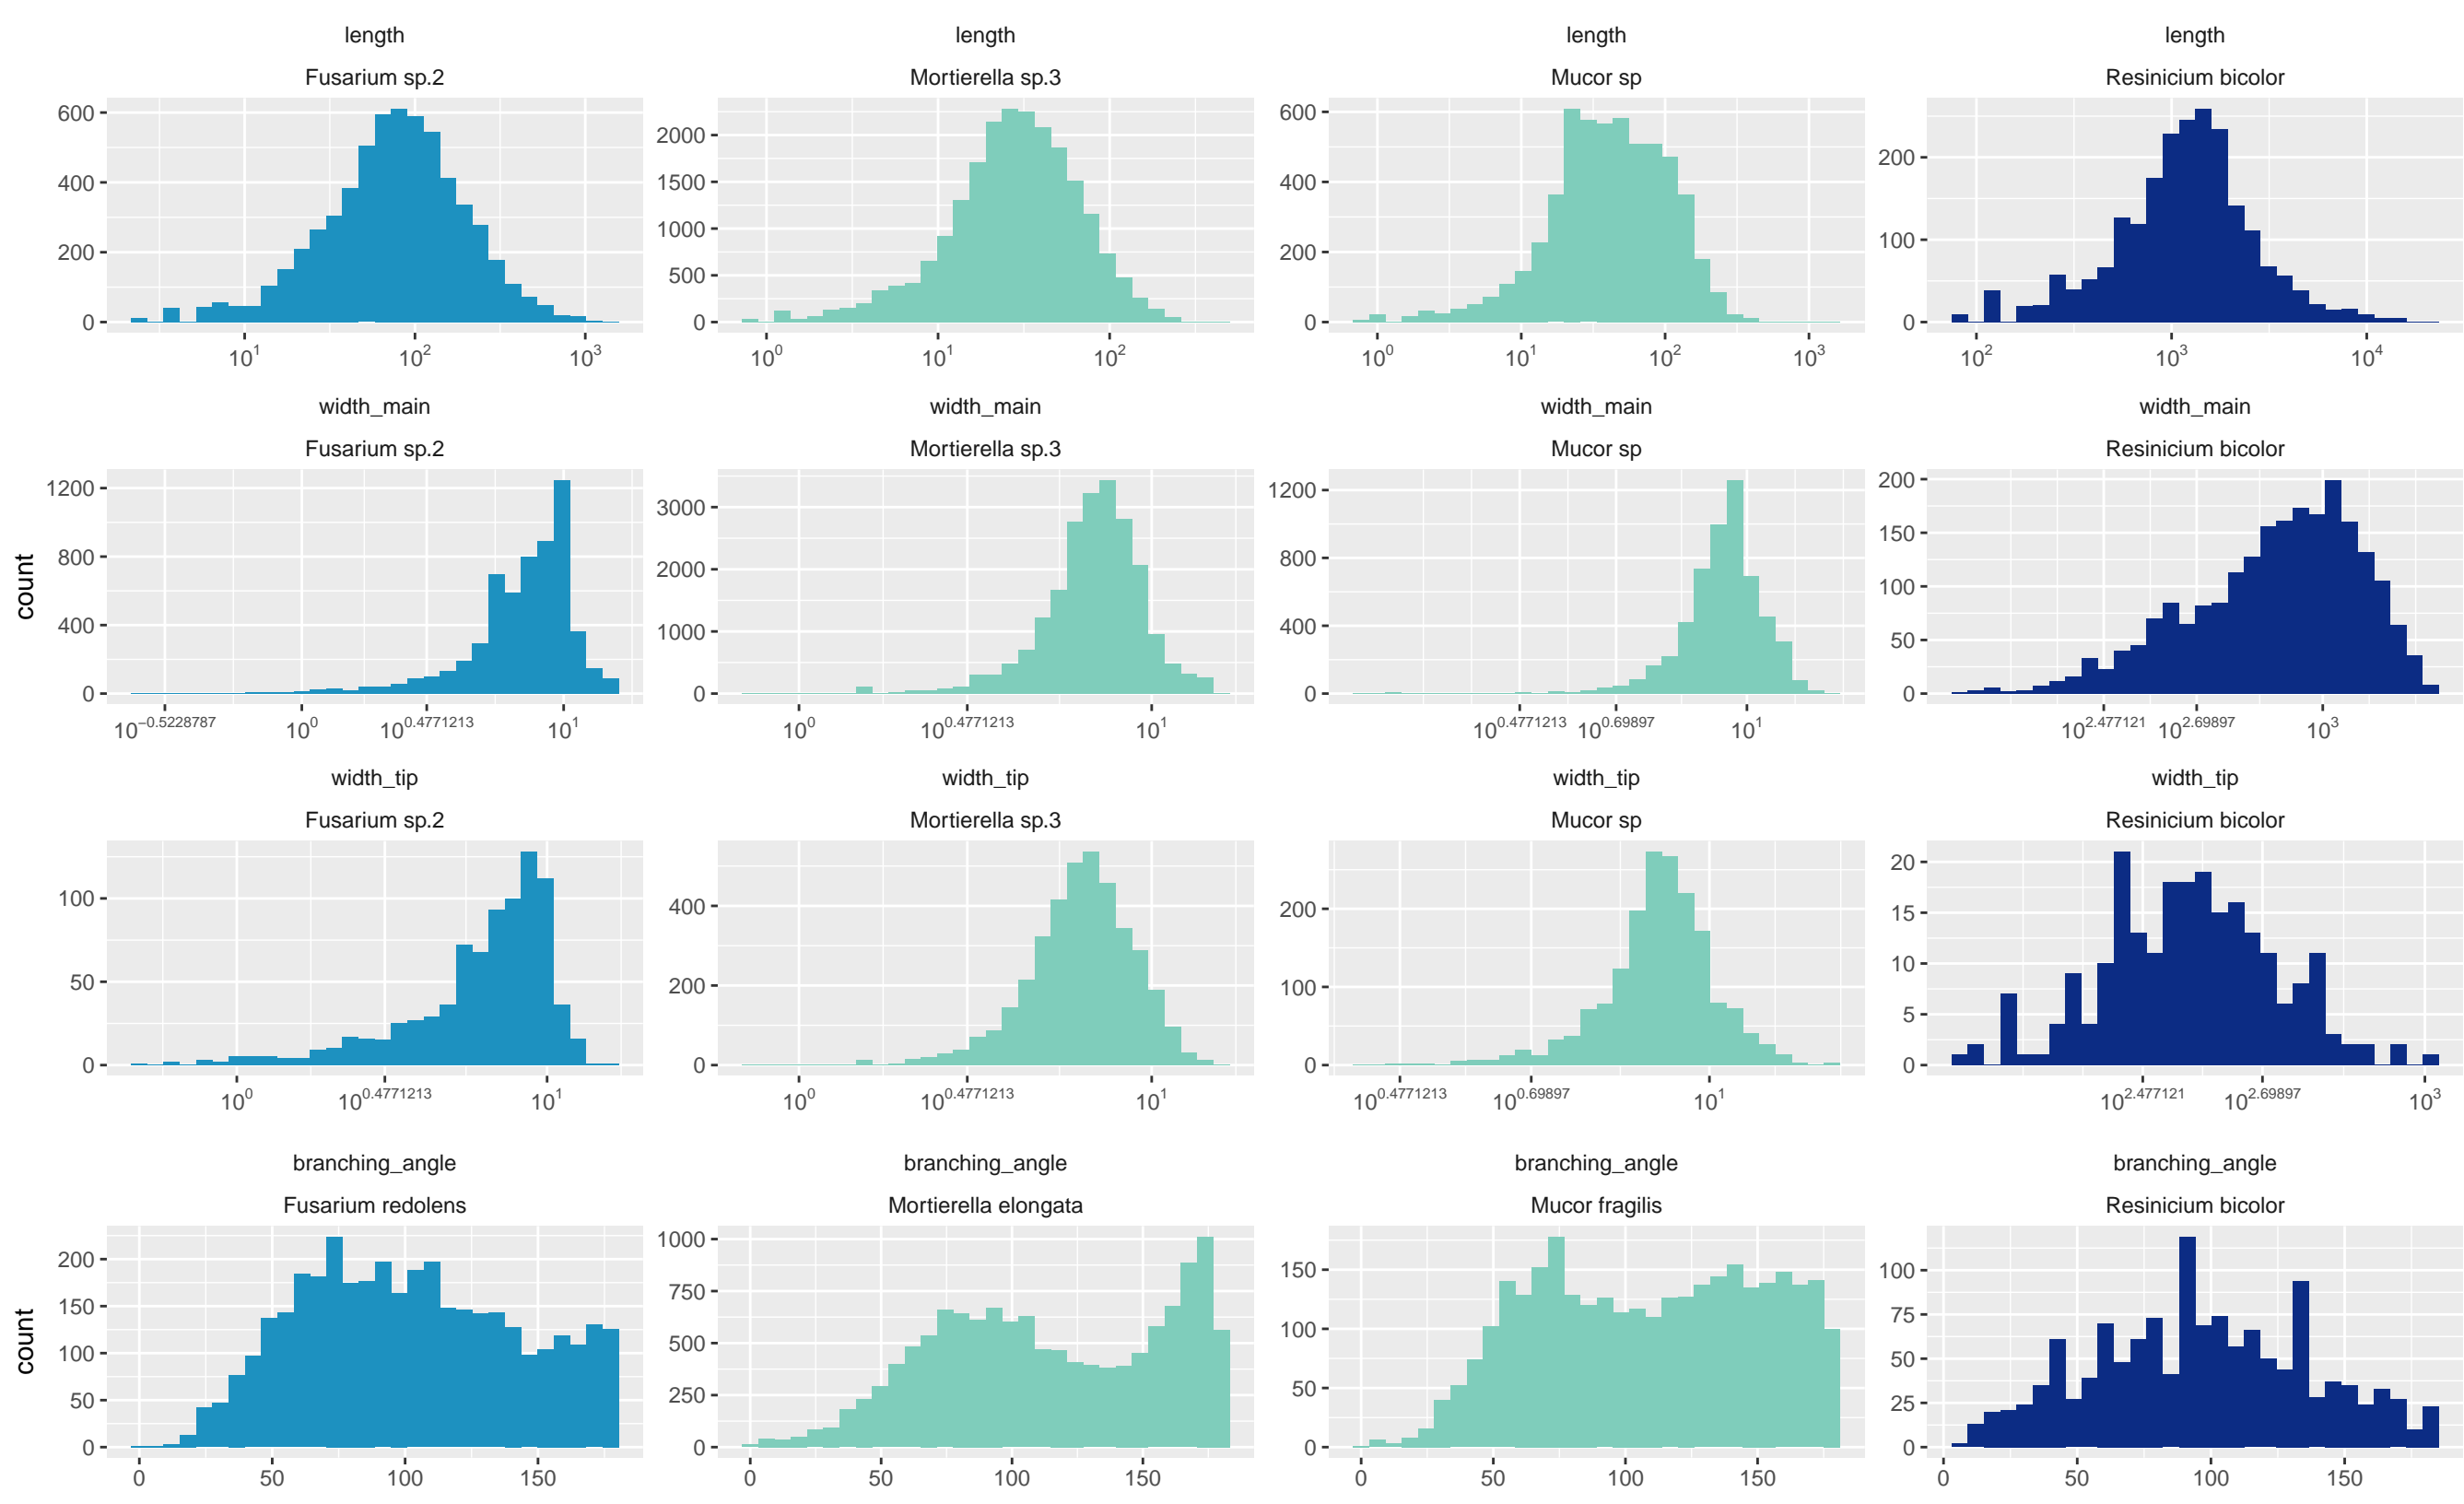 length length length length
Fusarium sp.2 Mortierella sp.3 Mucor sp Resinicium bicolor
600 400 200 0
2000 1500 1000 500 0
600 400 200 0
200 100 0
10^1 10^2 10^3
10^0 10^1 10^2
10^0 10^1 10^2 10^3
10^2 10^3 10^4
width_main width_main width_main width_main
Fusarium sp.2 Mortierella sp.3 Mucor sp Resinicium bicolor
count
1200 800 400 0
3000 2000 1000 0
1200 800 400 0
200 150 100 50 0
10^−0.5228787 10^0 10^0.4771213 10^1
10^0 10^0.4771213 10^1
10^0.4771213 10^0.69897 10^1
10^2.477121 10^2.69897 10^3
width_tip width_tip width_tip width_tip
Fusarium sp.2 Mortierella sp.3 Mucor sp Resinicium bicolor
100 50 0
400 200 0
200 100 0
20 15 10 5 0
10^0 10^0.4771213 10^1
10^0 10^0.4771213 10^1
10^0.4771213 10^0.69897 10^1
10^2.477121 10^2.69897 10^3
branching_angle branching_angle branching_angle branching_angle
Fusarium redolens Mortierella elongata Mucor fragilis Resinicium bicolor
count
200 150 100 50 0
1000 750 500 250 0
150 100 50 0
100 75 50 25 0
0 50 100 150
0 50 100 150
0 50 100 150
0 50 100 150